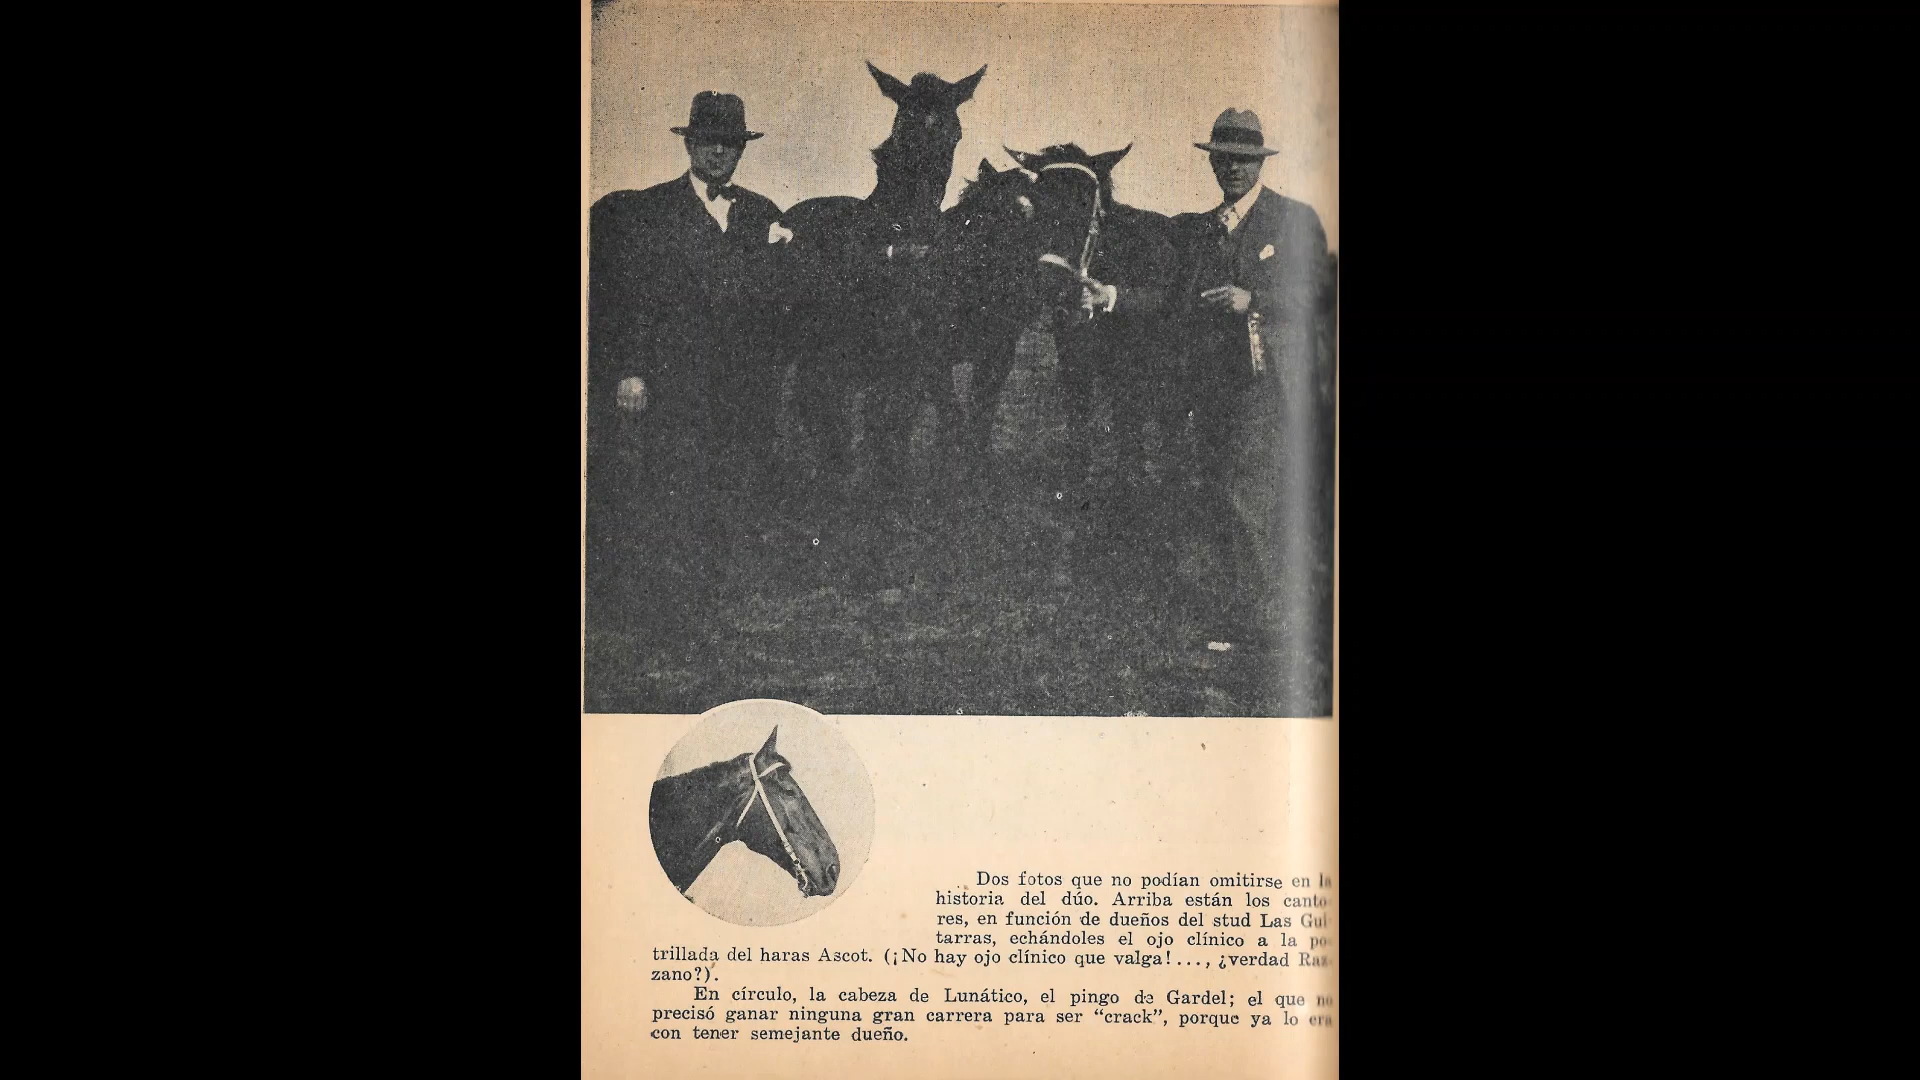 Dos fotos que no podían omitirse en la
historia del dúo. Arriba están los canto
res, en función de dueños del stud Las Gui
tarras, echándoles el ojo clínico a la po
trillada del haras Ascot. (¡No hay ojo clínico que valga!..., ¿verdad Raz
zano?).
En círculo, la cabeza de Lunático, el pingo de Gardel; el que no
precisó ganar ninguna gran carrera para ser “crack”, porque ya lo era
con tener semejante dueño.